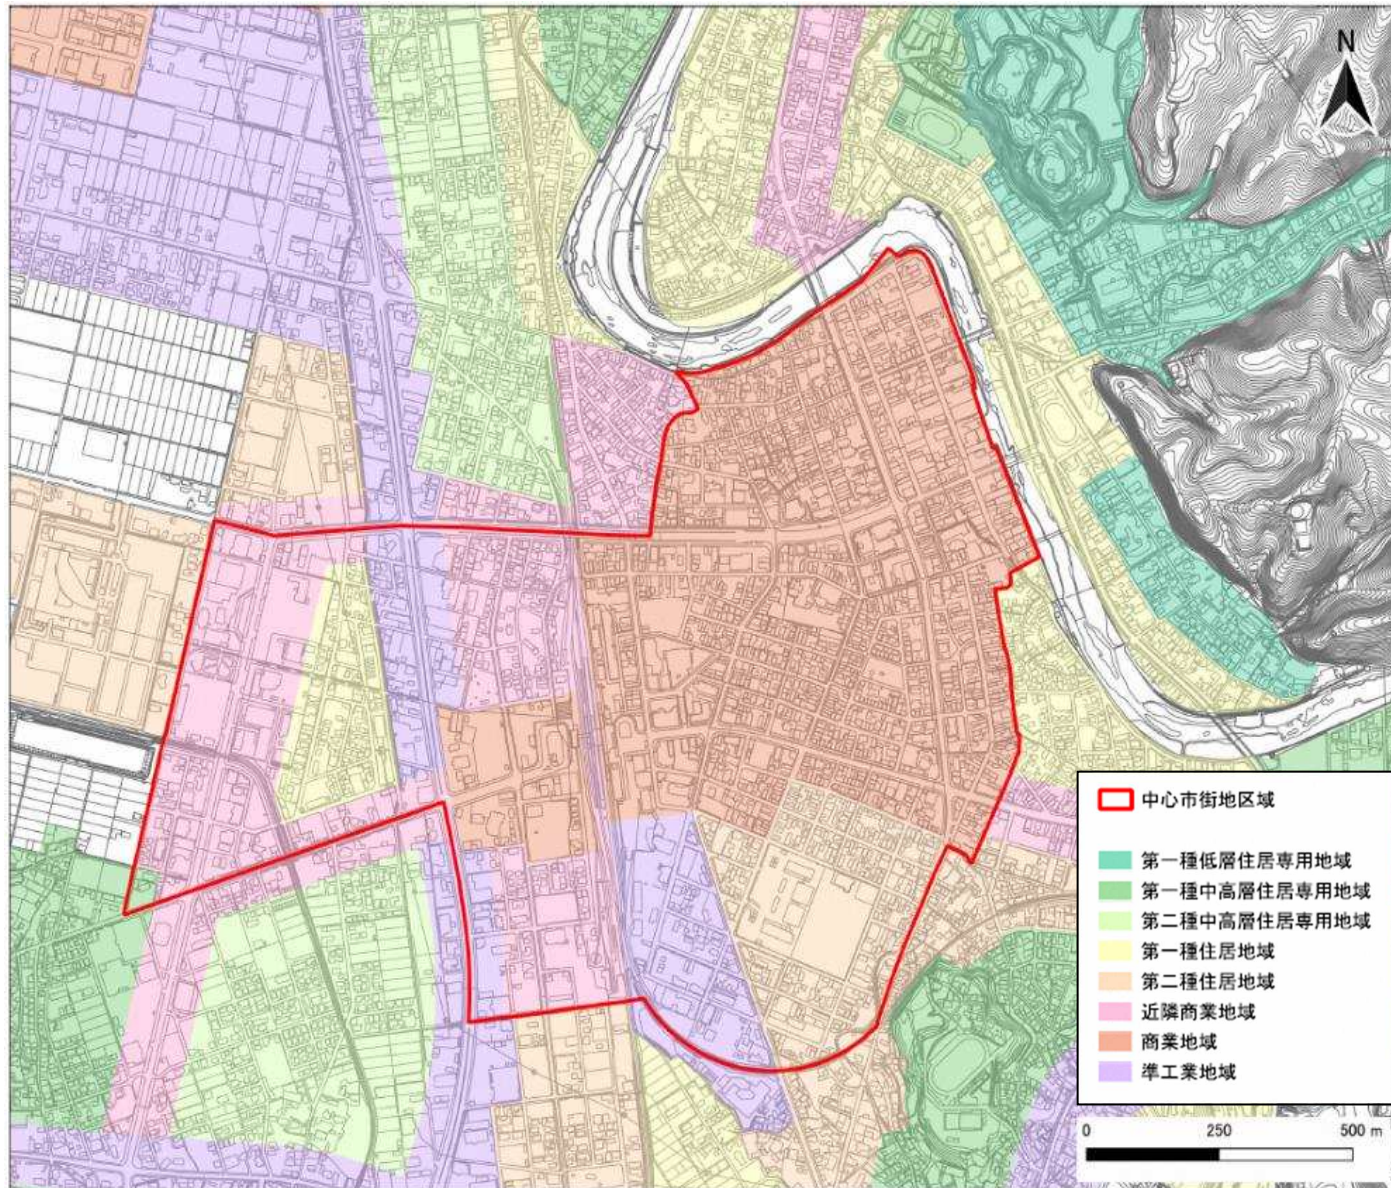 N
中心市街地区域
第一種低層住居専用地域
第一種中高層住居専用地域
第二種中高層住居専用地域
第一種住居地域
第二種住居地域
近隣商業地域
商業地域
準工業地域
0 250 500 m